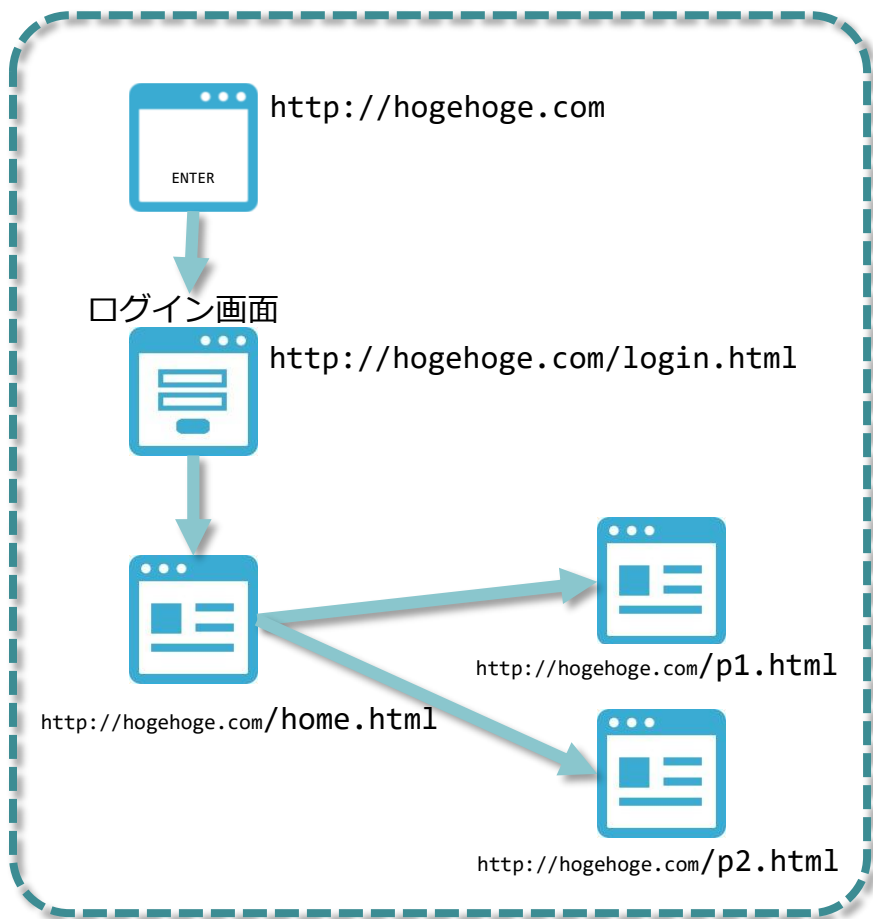 http://hogehoge.com
ENTER
ログイン画面
http://hogehoge.com/login.html
http://hogehoge.com/p1.html
http://hogehoge.com/home.html
http://hogehoge.com/p2.html